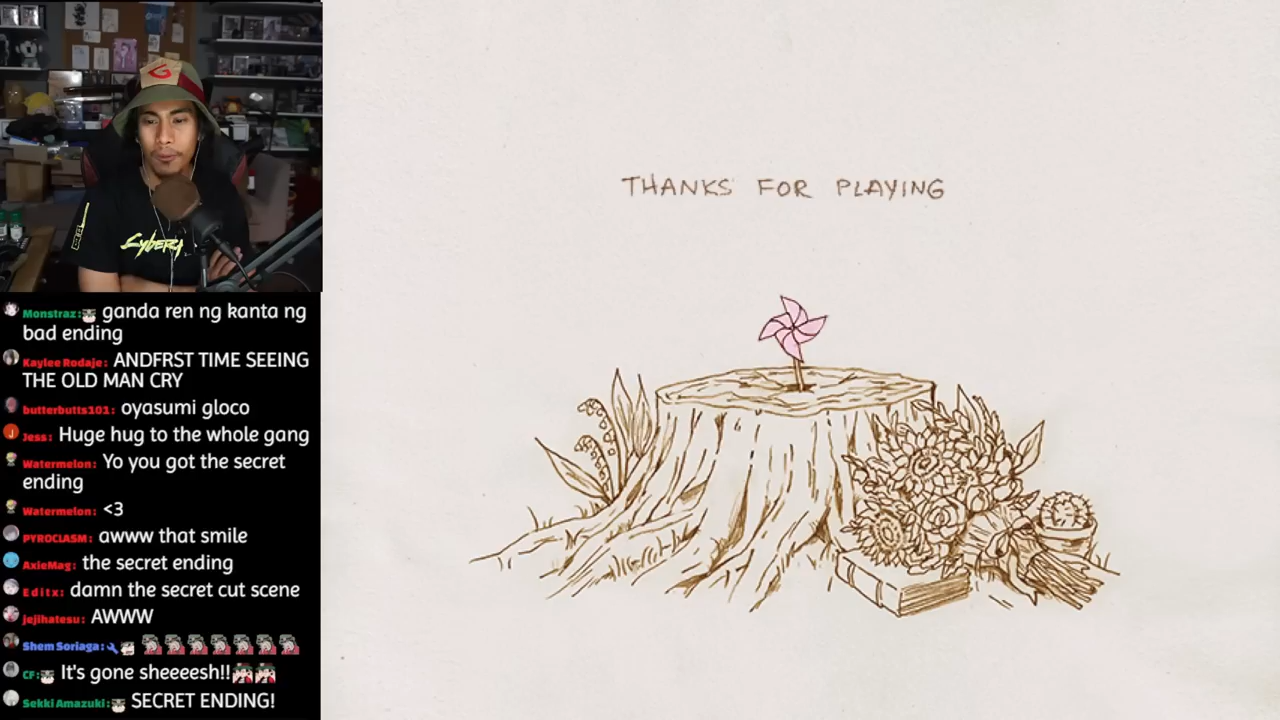 G
Cyber
THANKS FOR PLAYING
Monstraz: ganda ren ng kanta ng
bad ending
Kaylee Rodaje: ANDFRST TIME SEEING
THE OLD MAN CRY
butterbutts101: oyasumi gloco
J Jess: Huge hug to the whole gang
Watermelon: Yo you got the secret
ending
Watermelon: <3
PYROCLASM: awww that smile
AxieMag: the secret ending
Editx: damn the secret cut scene
jejihatesu: AWWW
Shem Soriaga:
CF: It's gone sheeeesh!!
Sekki Amazuki: SECRET ENDING!